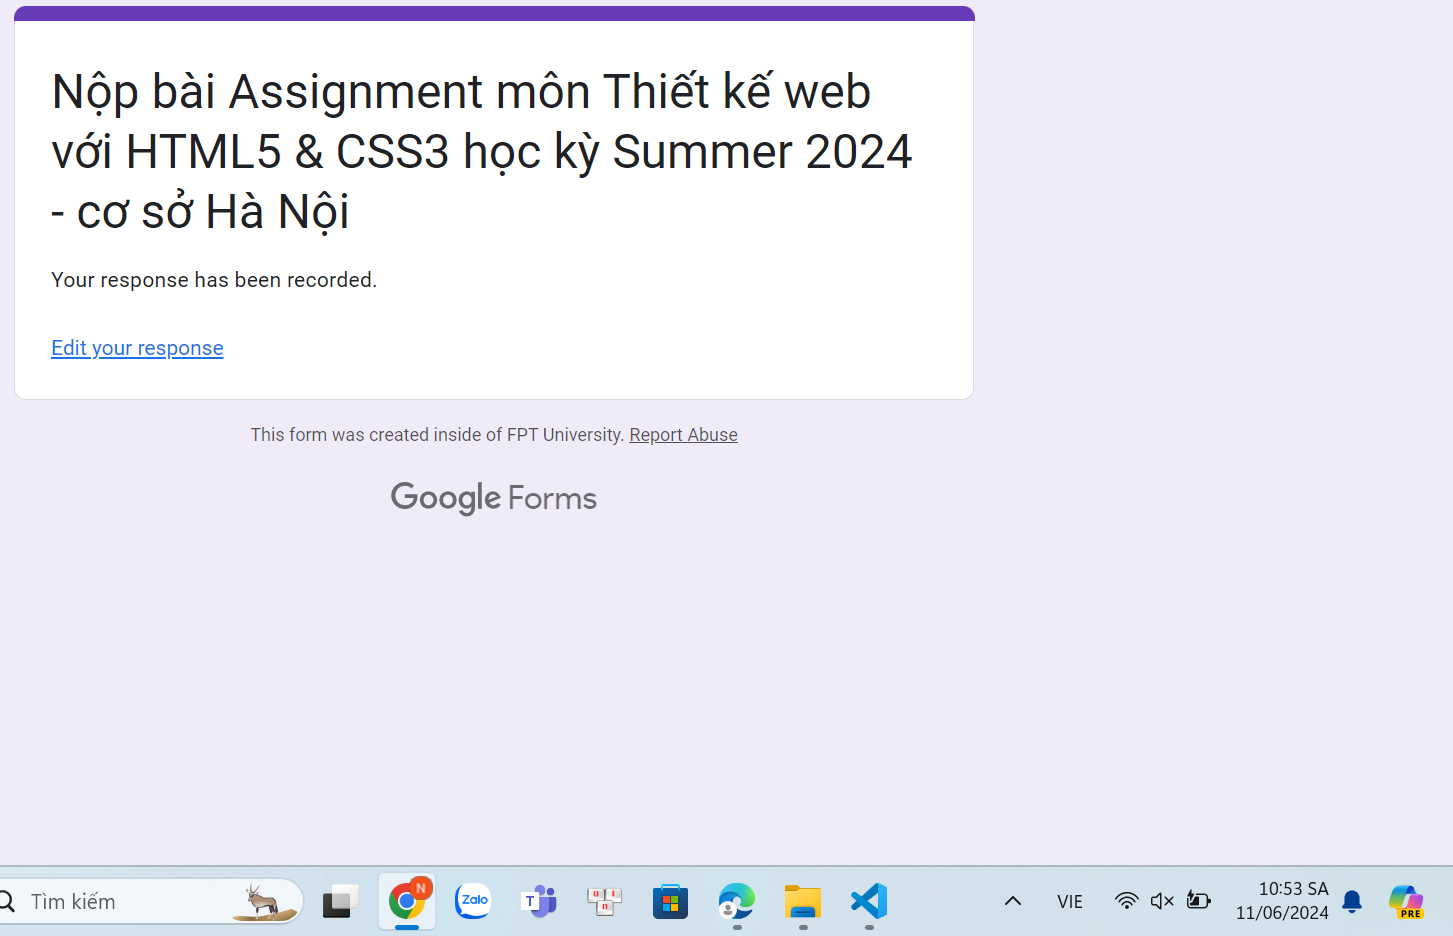 Nộp bài Assignment môn Thiết kế web
với HTML5 & CSS3 học kỳ Summer 2024
- cơ sở Hà Nội
Your response has been recorded.
Edit your response
This form was created inside of FPT University. Report Abuse
Google Forms
Tìm kiếm
N
Zalo
T
U I
n
VIE
10:53 SA
11/06/2024
PRE